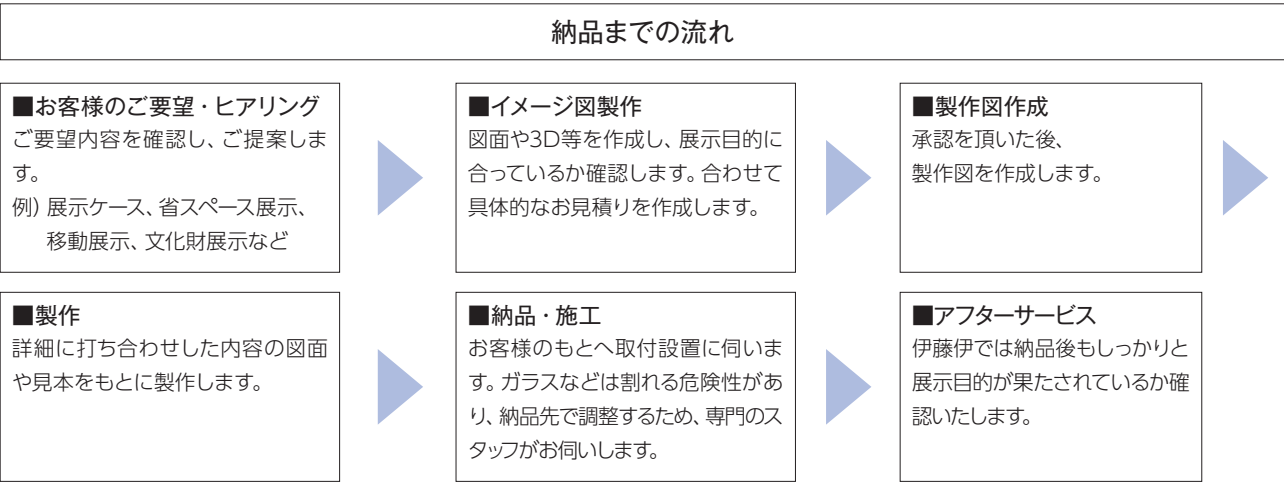 納品までの流れ
■お客様のご要望・ヒアリング
ご要望内容を確認し、ご提案しま
す。
例）展示ケース、省スペース展示、
移動展示、文化財展示など
■イメージ図製作
図面や3D等を作成し、展示目的に
合っているか確認します。合わせて
具体的なお見積りを作成します。
■製作図作成
承認を頂いた後、
製作図を作成します。
■製作
詳細に打ち合わせした内容の図面
や見本をもとに製作します。
■納品・施工
お客様のもとへ取付設置に伺いま
す。ガラスなどは割れる危険性があ
り、納品先で調整するため、専門のス
タッフがお伺いします。
■アフターサービス
伊藤伊では納品後もしっかりと
展示目的が果たされているか確
認いたします。